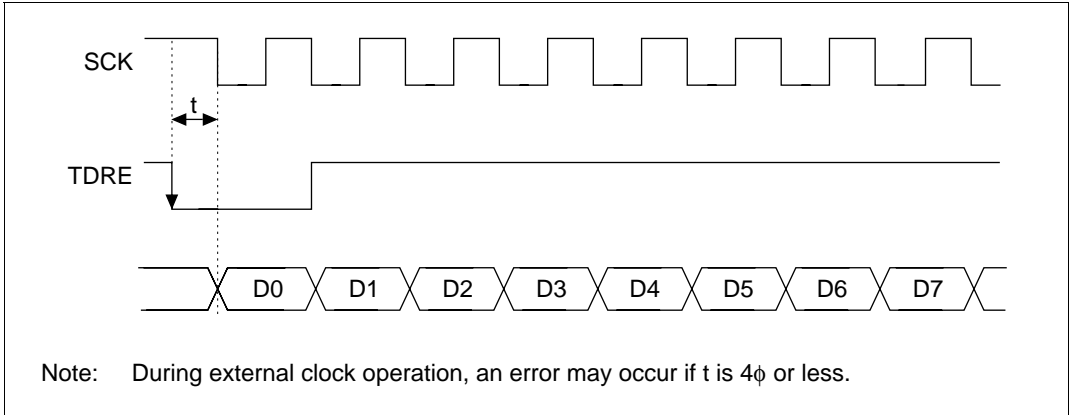 SCK
t
TDRE
D0 D1 D2 D3 D4 D5 D6 D7
Note: During external clock operation, an error may occur if t is 4ϕ or less.